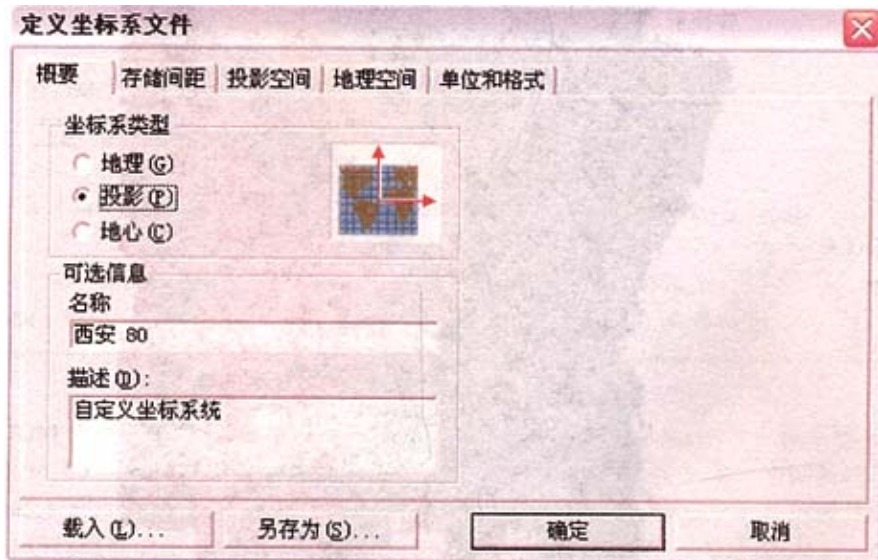 定义坐标系文件
概要 存储间距 投影空间 地理空间 单位和格式
坐标系类型
地理(G)
投影(P)
地心(C)
可选信息
名称
西安 80
描述(D):
自定义坐标系统
载入(L)... 另存为(S)... 确定 取消